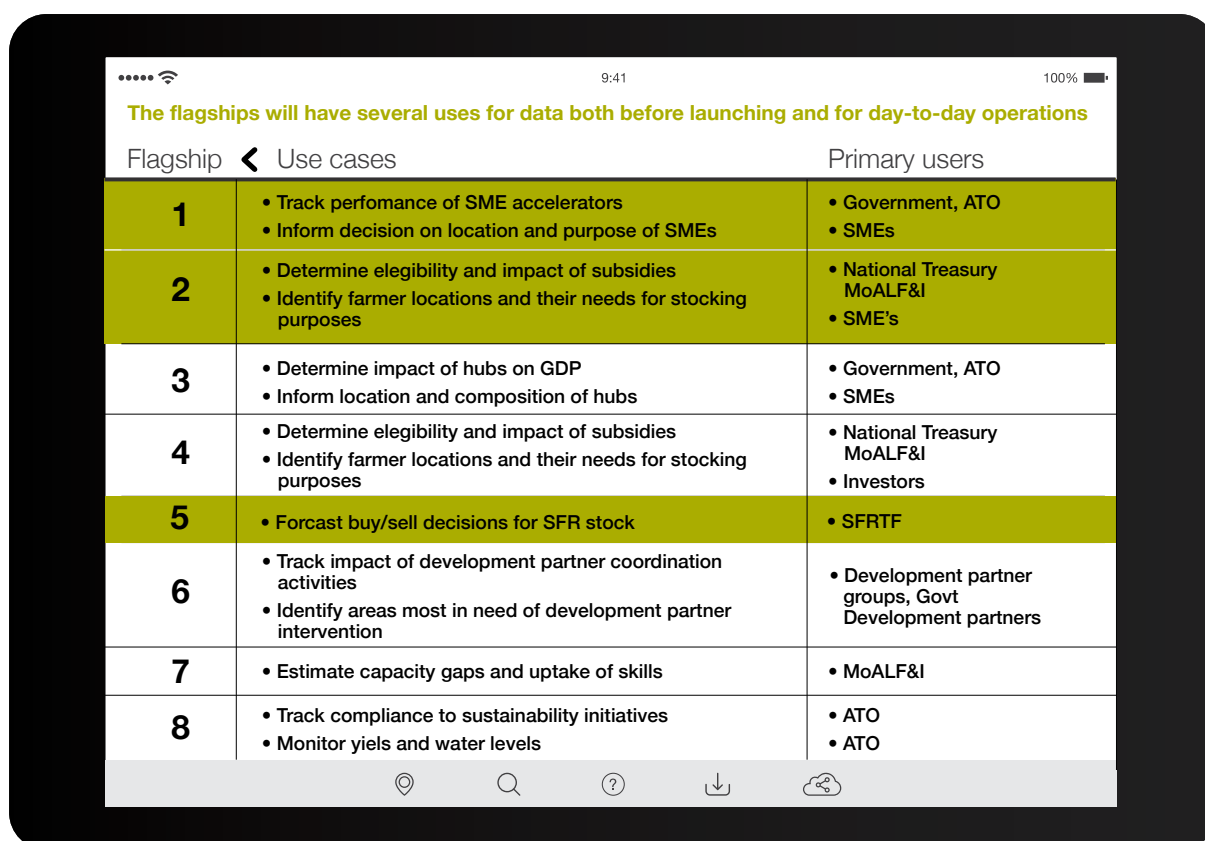 9:41
100%
The flagships will have several uses for data both before launching and for day-to-day operations
Flagship Use cases Primary users
1
• Track perfomance of SME accelerators
• Inform decision on location and purpose of SMEs
• Government, ATO
• SMEs
2
• Determine elegibility and impact of subsidies
• Identify farmer locations and their needs for stocking
purposes
• National Treasury
MoALF&I
• SME’s
3
• Determine impact of hubs on GDP
• Inform location and composition of hubs
• Government, ATO
• SMEs
4
• Determine elegibility and impact of subsidies
• Identify farmer locations and their needs for stocking
purposes
• National Treasury
MoALF&I
• Investors
5
• Forcast buy/sell decisions for SFR stock
• SFRTF
6
• Track impact of development partner coordination
activities
• Identify areas most in need of development partner
intervention
• Development partner
groups, Govt
Development partners
7
• Estimate capacity gaps and uptake of skills
• MoALF&I
8
• Track compliance to sustainability initiatives
• Monitor yiels and water levels
• ATO
• ATO
?